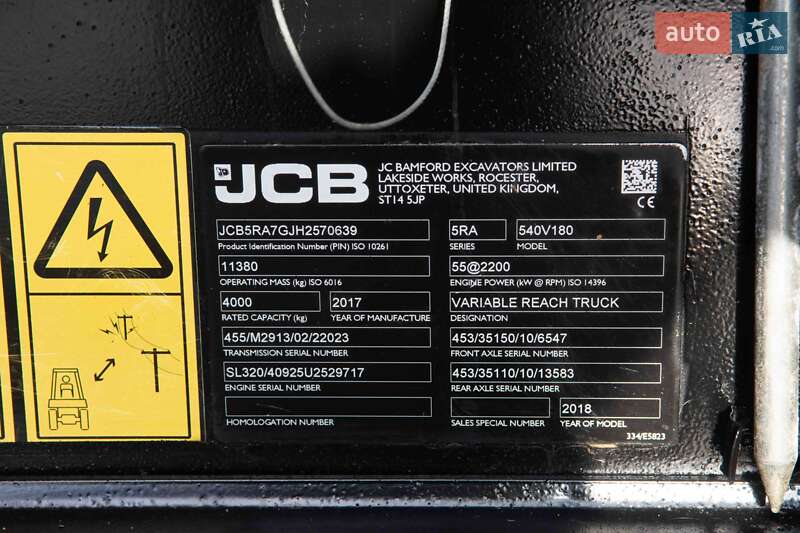 auto RIA .com
JCB
JC BAMFORD EXCAVATORS LIMITED
LAKESIDE WORKS, ROCESTER,
UTTOXETER, UNITED KINGDOM,
ST14 5JP
CE
JCB5RA7GJH2570639 5RA 540V180
Product Identification Number (PIN) ISO 10261 SERIES MODEL
11380 55@2200
OPERATING MASS (kg) ISO 6016 ENGINE POWER (kW @ RPM) ISO 14396
4000 2017 VARIABLE REACH TRUCK
RATED CAPACITY (kg) YEAR OF MANUFACTURE DESIGNATION
455/M2913/02/22023 453/35150/10/6547
TRANSMISSION SERIAL NUMBER FRONT AXLE SERIAL NUMBER
SL320/40925U2529717 453/35110/10/13583
ENGINE SERIAL NUMBER REAR AXLE SERIAL NUMBER
2018
HOMOLOGATION NUMBER SALES SPECIAL NUMBER YEAR OF MODEL
334/E5823